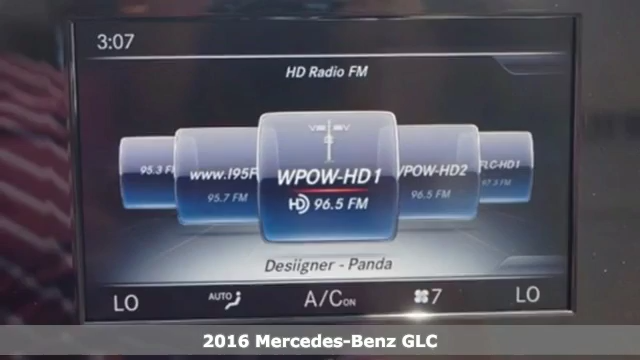 3:07
HD Radio FM
95.3 F
www.I95F
WPOW-HD1
WPOW-HD2
FLC-HD1
95.7 FM
HD 96.5 FM
96.5 FM
97.3 FM
Desiigner - Panda
LO AUTO A/C ON 7 LO
2016 Mercedes-Benz GLC